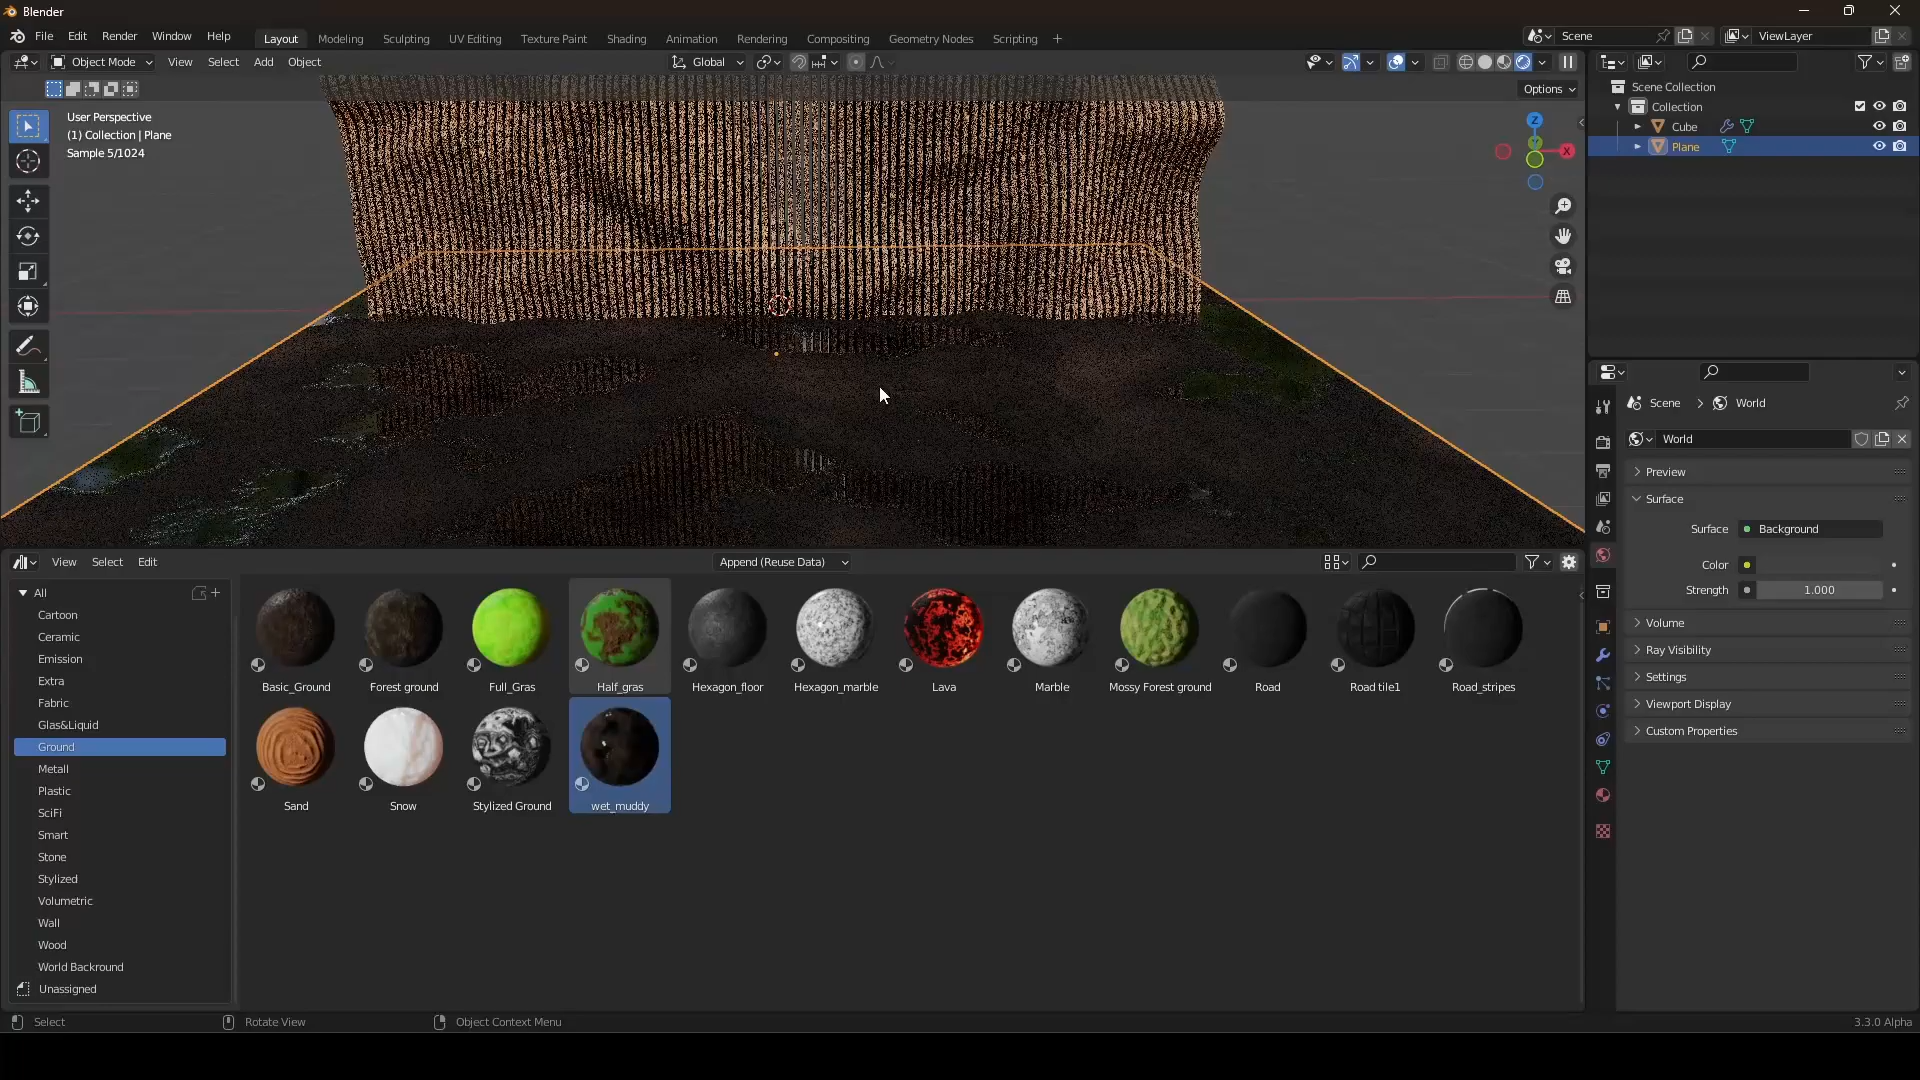 Blender
File Edit Render Window Help
Layout Modeling Sculpting UV Editing Texture Paint Shading Animation Rendering Compositing Geometry Nodes Scripting +
Scene
ViewLayer
Object Mode View Select Add Object
Global
Options
User Perspective
(1) Collection | Plane
Sample 5/1024
Z
X
Scene Collection
Collection
Cube
Plane
Scene > World
World
Preview
Surface
Surface Background
Color
Strength 1.000
Volume
Ray Visibility
Settings
Viewport Display
Custom Properties
View Select Edit
Append (Reuse Data)
All
Cartoon
Ceramic
Emission
Extra
Fabric
Glas&Liquid
Ground
Metall
Plastic
SciFi
Smart
Stone
Stylized
Volumetric
Wall
Wood
World Backround
Unassigned
Basic_Ground Forest ground Full_Gras Half_gras Hexagon_floor Hexagon_marble Lava Marble Mossy Forest ground Road Road tile1 Road_stripes
Sand Snow Stylized Ground wet_muddy
Select Rotate View Object Context Menu
3.3.0 Alpha